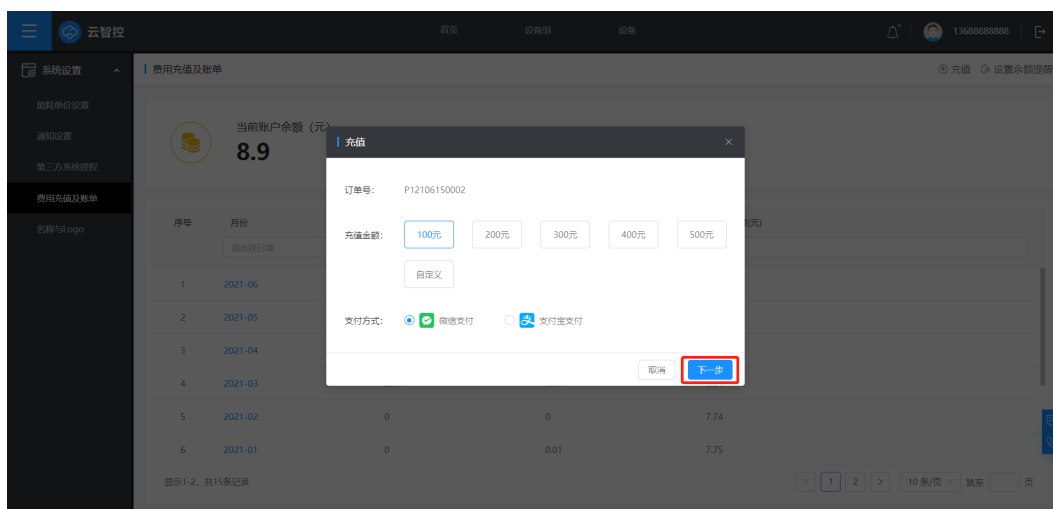 云智控 首页 设备组 设备 13688888888
系统设置 费用充值及账单 充值 设置余额提醒
能耗单价设置
通知设置
第三方系统授权
费用充值及账单
名称与Logo
当前账户余额（元）
8.9
充值
订单号： P12106150002
充值金额： 100元 200元 300元 400元 500元
自定义
支付方式： 微信支付 支付宝支付
取消 下一步
序号 月份 (元)
请选择日期
1 2021-06
2 2021-05
3 2021-04
4 2021-03
5 2021-02 0 0 7.74
6 2021-01 0 0.01 7.75
显示1-2，共15条记录 1 2 10 条/页 跳至 页